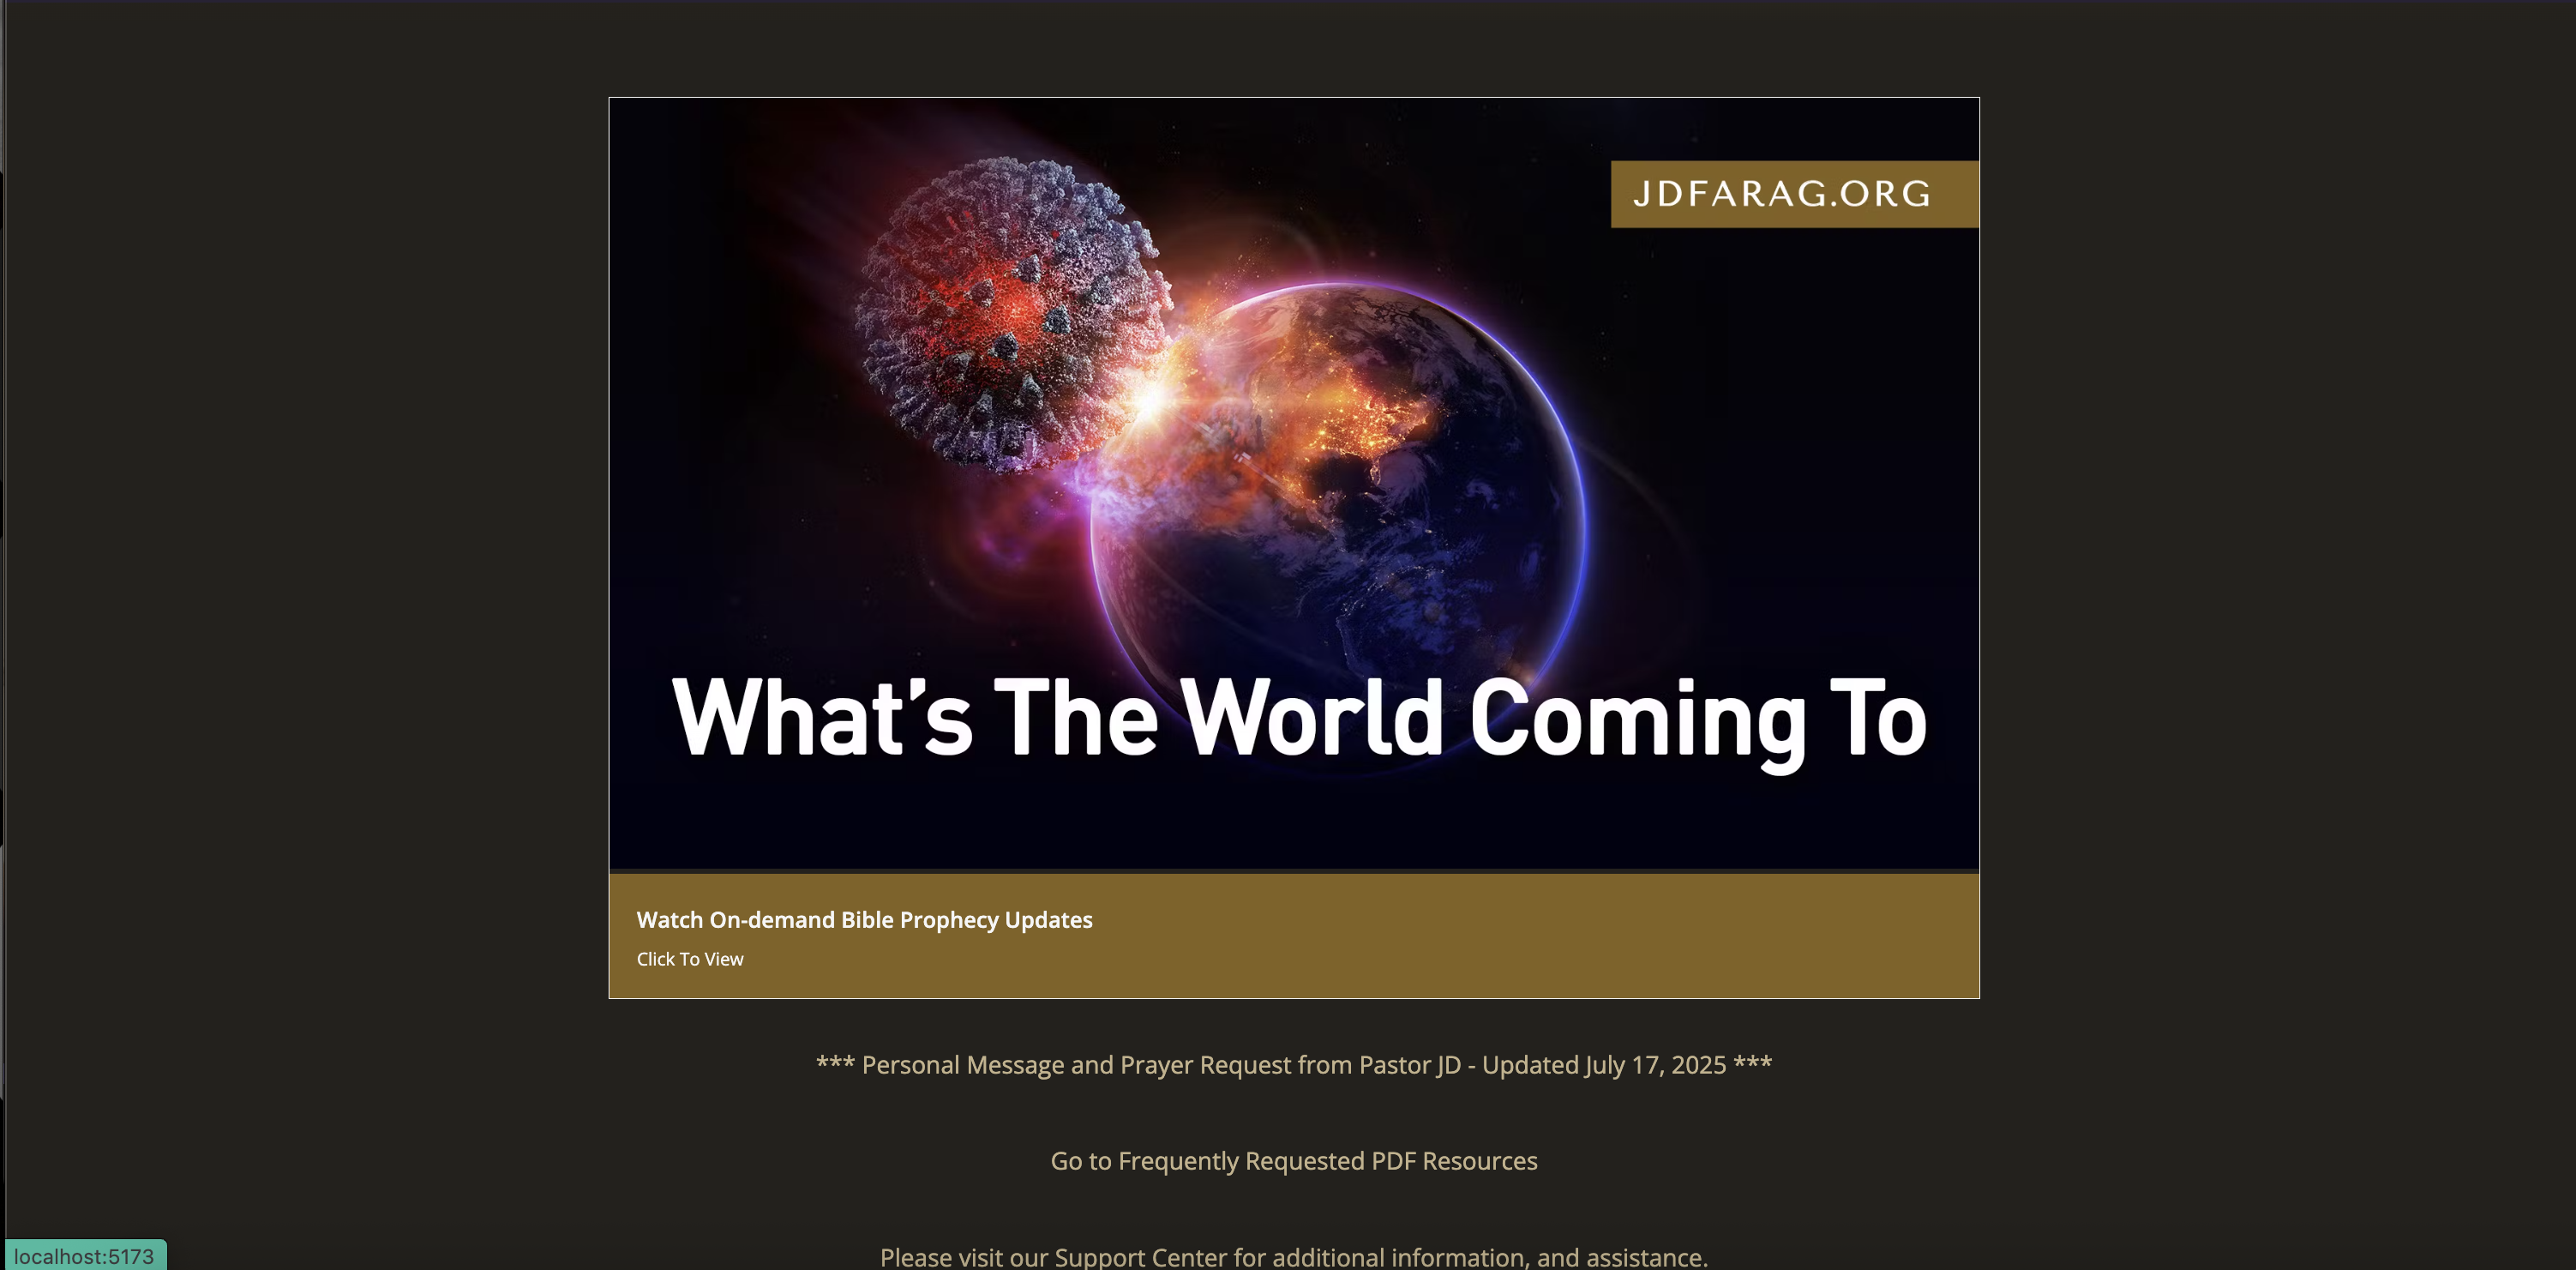 JDFARAG.ORG
What's The World Coming To
Watch On-demand Bible Prophecy Updates
Click To View
*** Personal Message and Prayer Request from Pastor JD - Updated July 17, 2025 ***
Go to Frequently Requested PDF Resources
Please visit our Support Center for additional information, and assistance.
localhost:5173